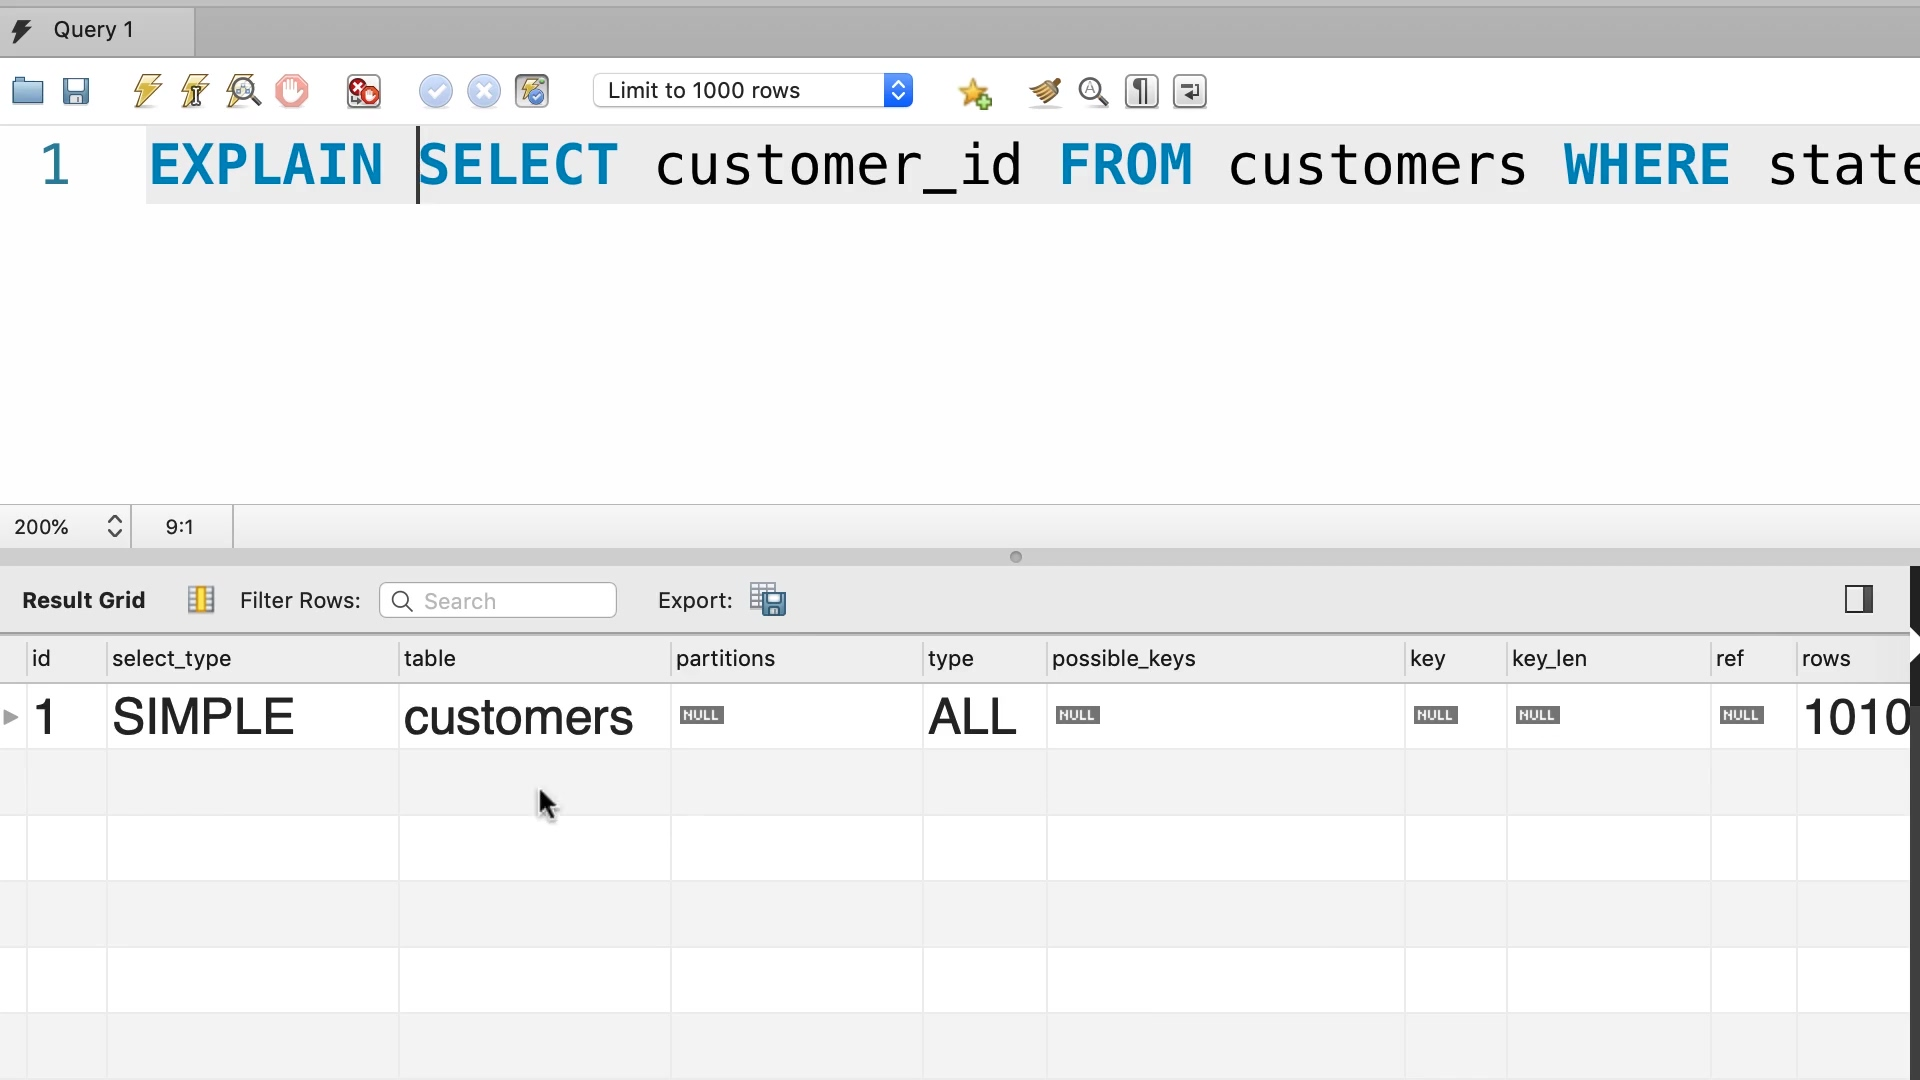 Query 1
Limit to 1000 rows
1 EXPLAIN SELECT customer_id FROM customers WHERE state
200% 9:1
Result Grid Filter Rows: Search Export:
id select_type table partitions type possible_keys key key_len ref rows
1 SIMPLE customers NULL ALL NULL NULL NULL NULL 1010